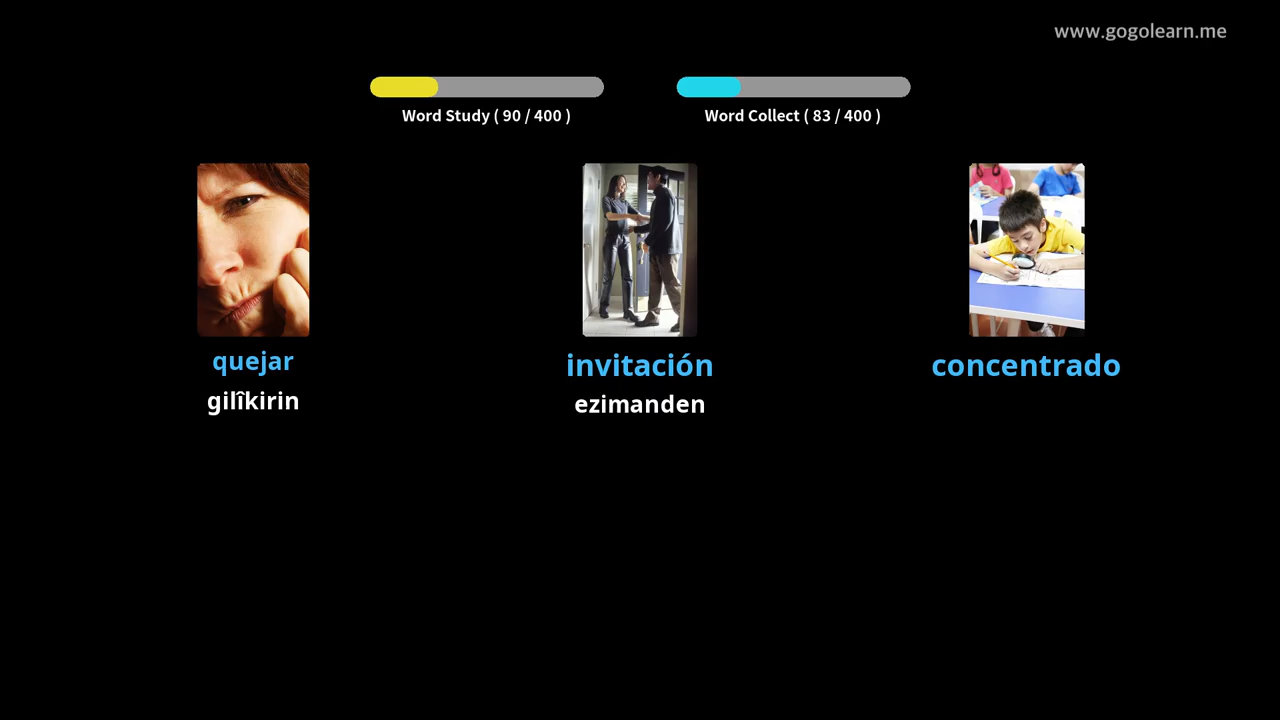 www.gogolearn.me
Word Study ( 90 / 400 )
Word Collect ( 83 / 400 )
quejar
gilîkirin
invitación
ezimanden
concentrado